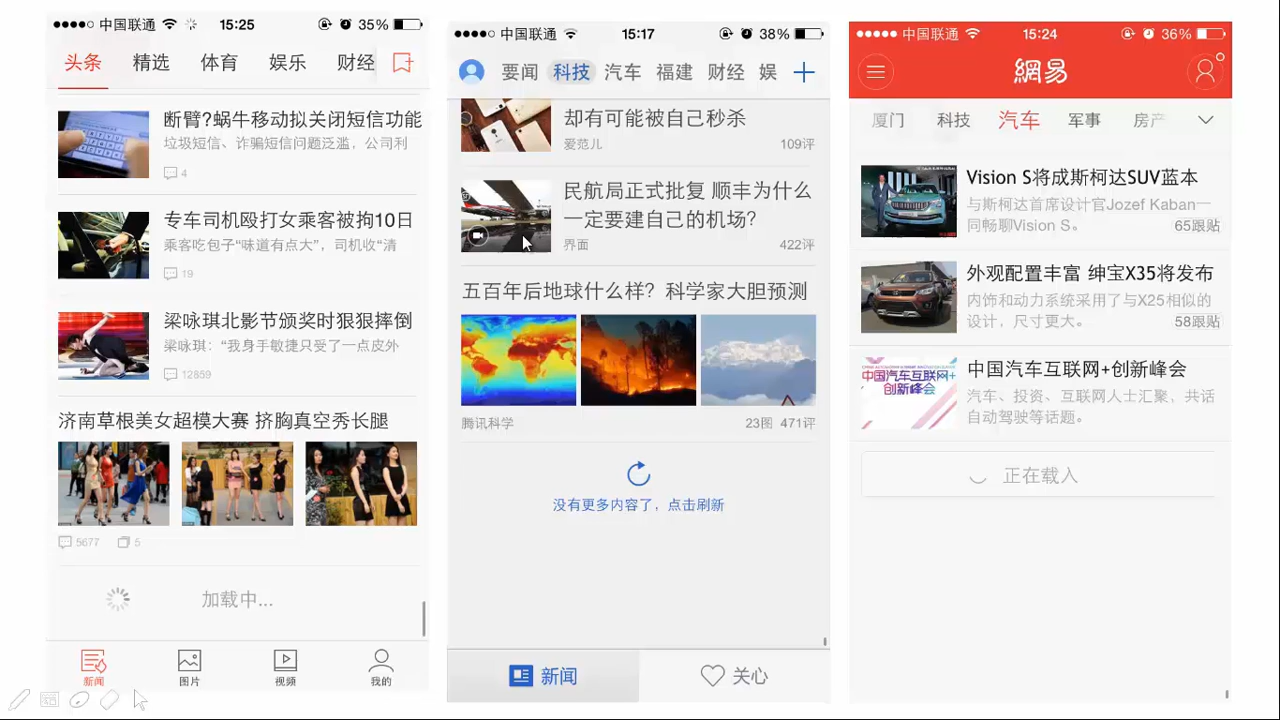 中国联通 15:25 35%
头条 精选 体育 娱乐 财经
断臂?蜗牛移动拟关闭短信功能
垃圾短信、诈骗短信问题泛滥，公司利
4
专车司机殴打女乘客被拘10日
乘客吃包子“味道有点大”，司机收“清
19
梁咏琪北影节颁奖时狠狠摔倒
梁咏琪：“我身手敏捷只受了一点皮外
12859
济南草根美女超模大赛 挤胸真空秀长腿
5677 5
加载中...
新闻 图片 视频 我的
中国联通 15:17 38%
要闻 科技 汽车 福建 财经 娱
却有可能被自己秒杀
爱范儿 109评
民航局正式批复 顺丰为什么
一定要建自己的机场?
界面 422评
五百年后地球什么样？科学家大胆预测
腾讯科学 23图 471评
没有更多内容了，点击刷新
新闻 关心
中国联通 15:24 36%
網易
厦门 科技 汽车 军事 房产
Vision S将成斯柯达SUV蓝本
与斯柯达首席设计官Jozef Kaban一
同畅聊Vision S。 65跟贴
外观配置丰富 绅宝X35将发布
内饰和动力系统采用了与X25相似的
设计，尺寸更大。 58跟贴
中国汽车互联网+
创新峰会
中国汽车互联网+创新峰会
汽车、投资、互联网人士汇聚，共话
自动驾驶等话题。
正在载入